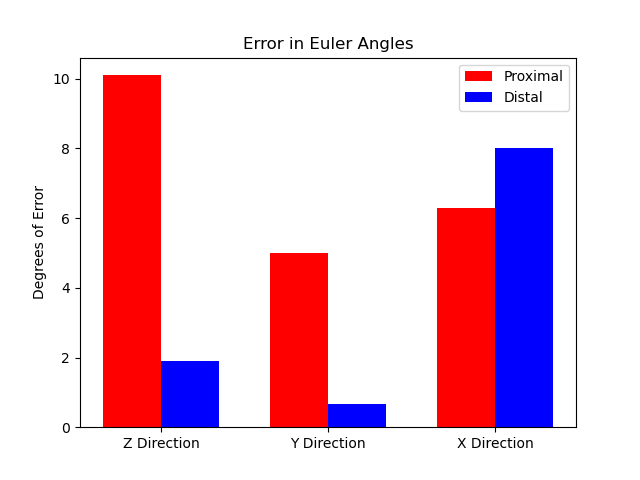 Error in Euler Angles
Proximal
Distal
Degrees of Error
10
8
6
4
2
0
Z Direction Y Direction X Direction